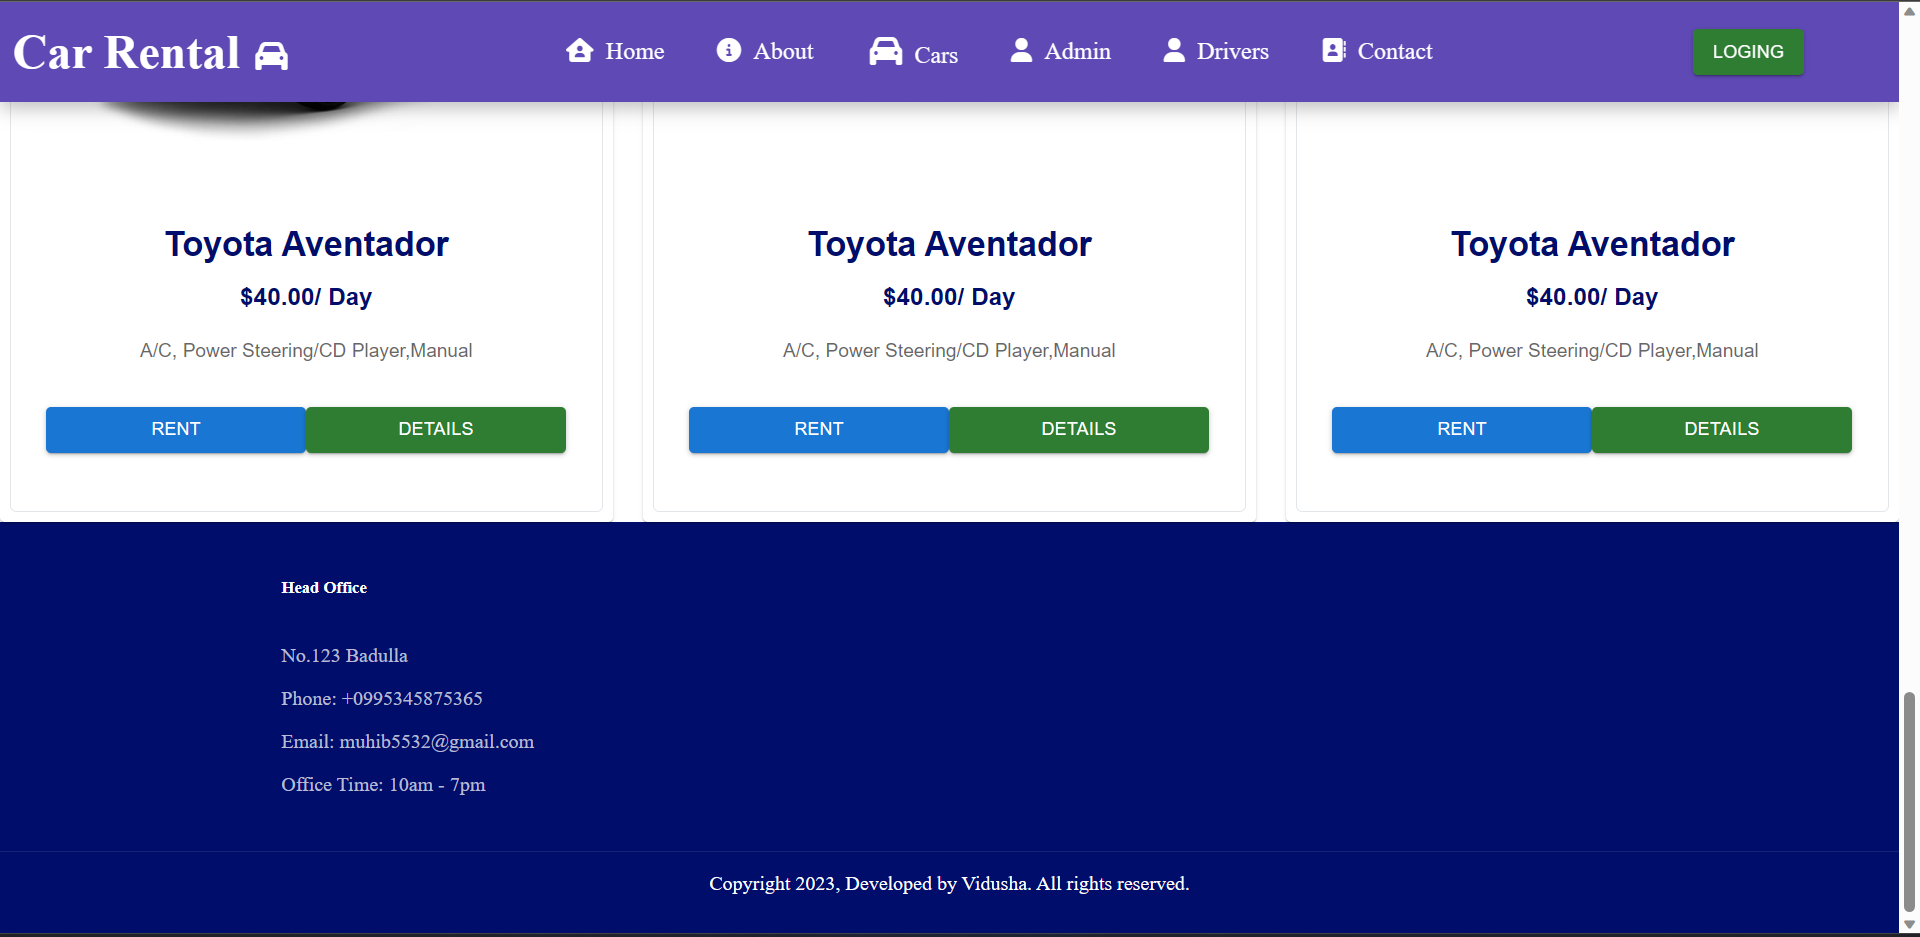 Car Rental
Home
About
Cars
Admin
Drivers
Contact
LOGING
Toyota Aventador
$40.00/ Day
A/C, Power Steering/CD Player,Manual
RENT
DETAILS
Toyota Aventador
$40.00/ Day
A/C, Power Steering/CD Player,Manual
RENT
DETAILS
Toyota Aventador
$40.00/ Day
A/C, Power Steering/CD Player,Manual
RENT
DETAILS
Head Office
No.123 Badulla
Phone: +0995345875365
Email: muhib5532@gmail.com
Office Time: 10am - 7pm
Copyright 2023, Developed by Vidusha. All rights reserved.